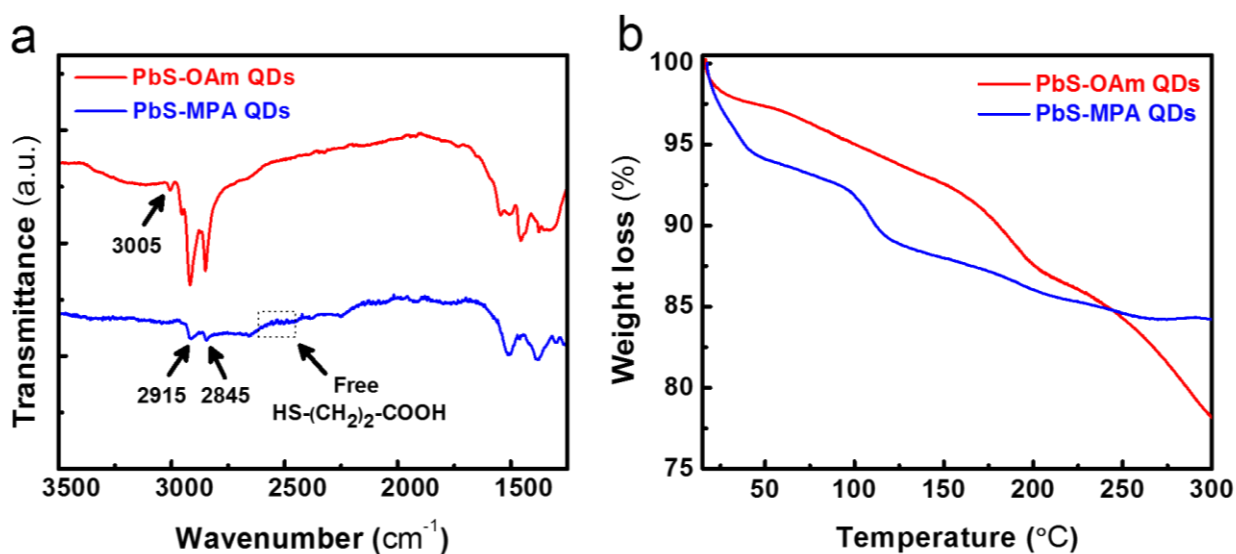 a
PbS-OAm QDs
PbS-MPA QDs
3005
2915
2845
Free
HS-(CH₂)₂-COOH
Transmittance (a.u.)
3500 3000 2500 2000 1500
Wavenumber (cm⁻¹)
b
PbS-OAm QDs
PbS-MPA QDs
100
95
90
85
80
75
Weight loss (%)
50 100 150 200 250 300
Temperature (°C)